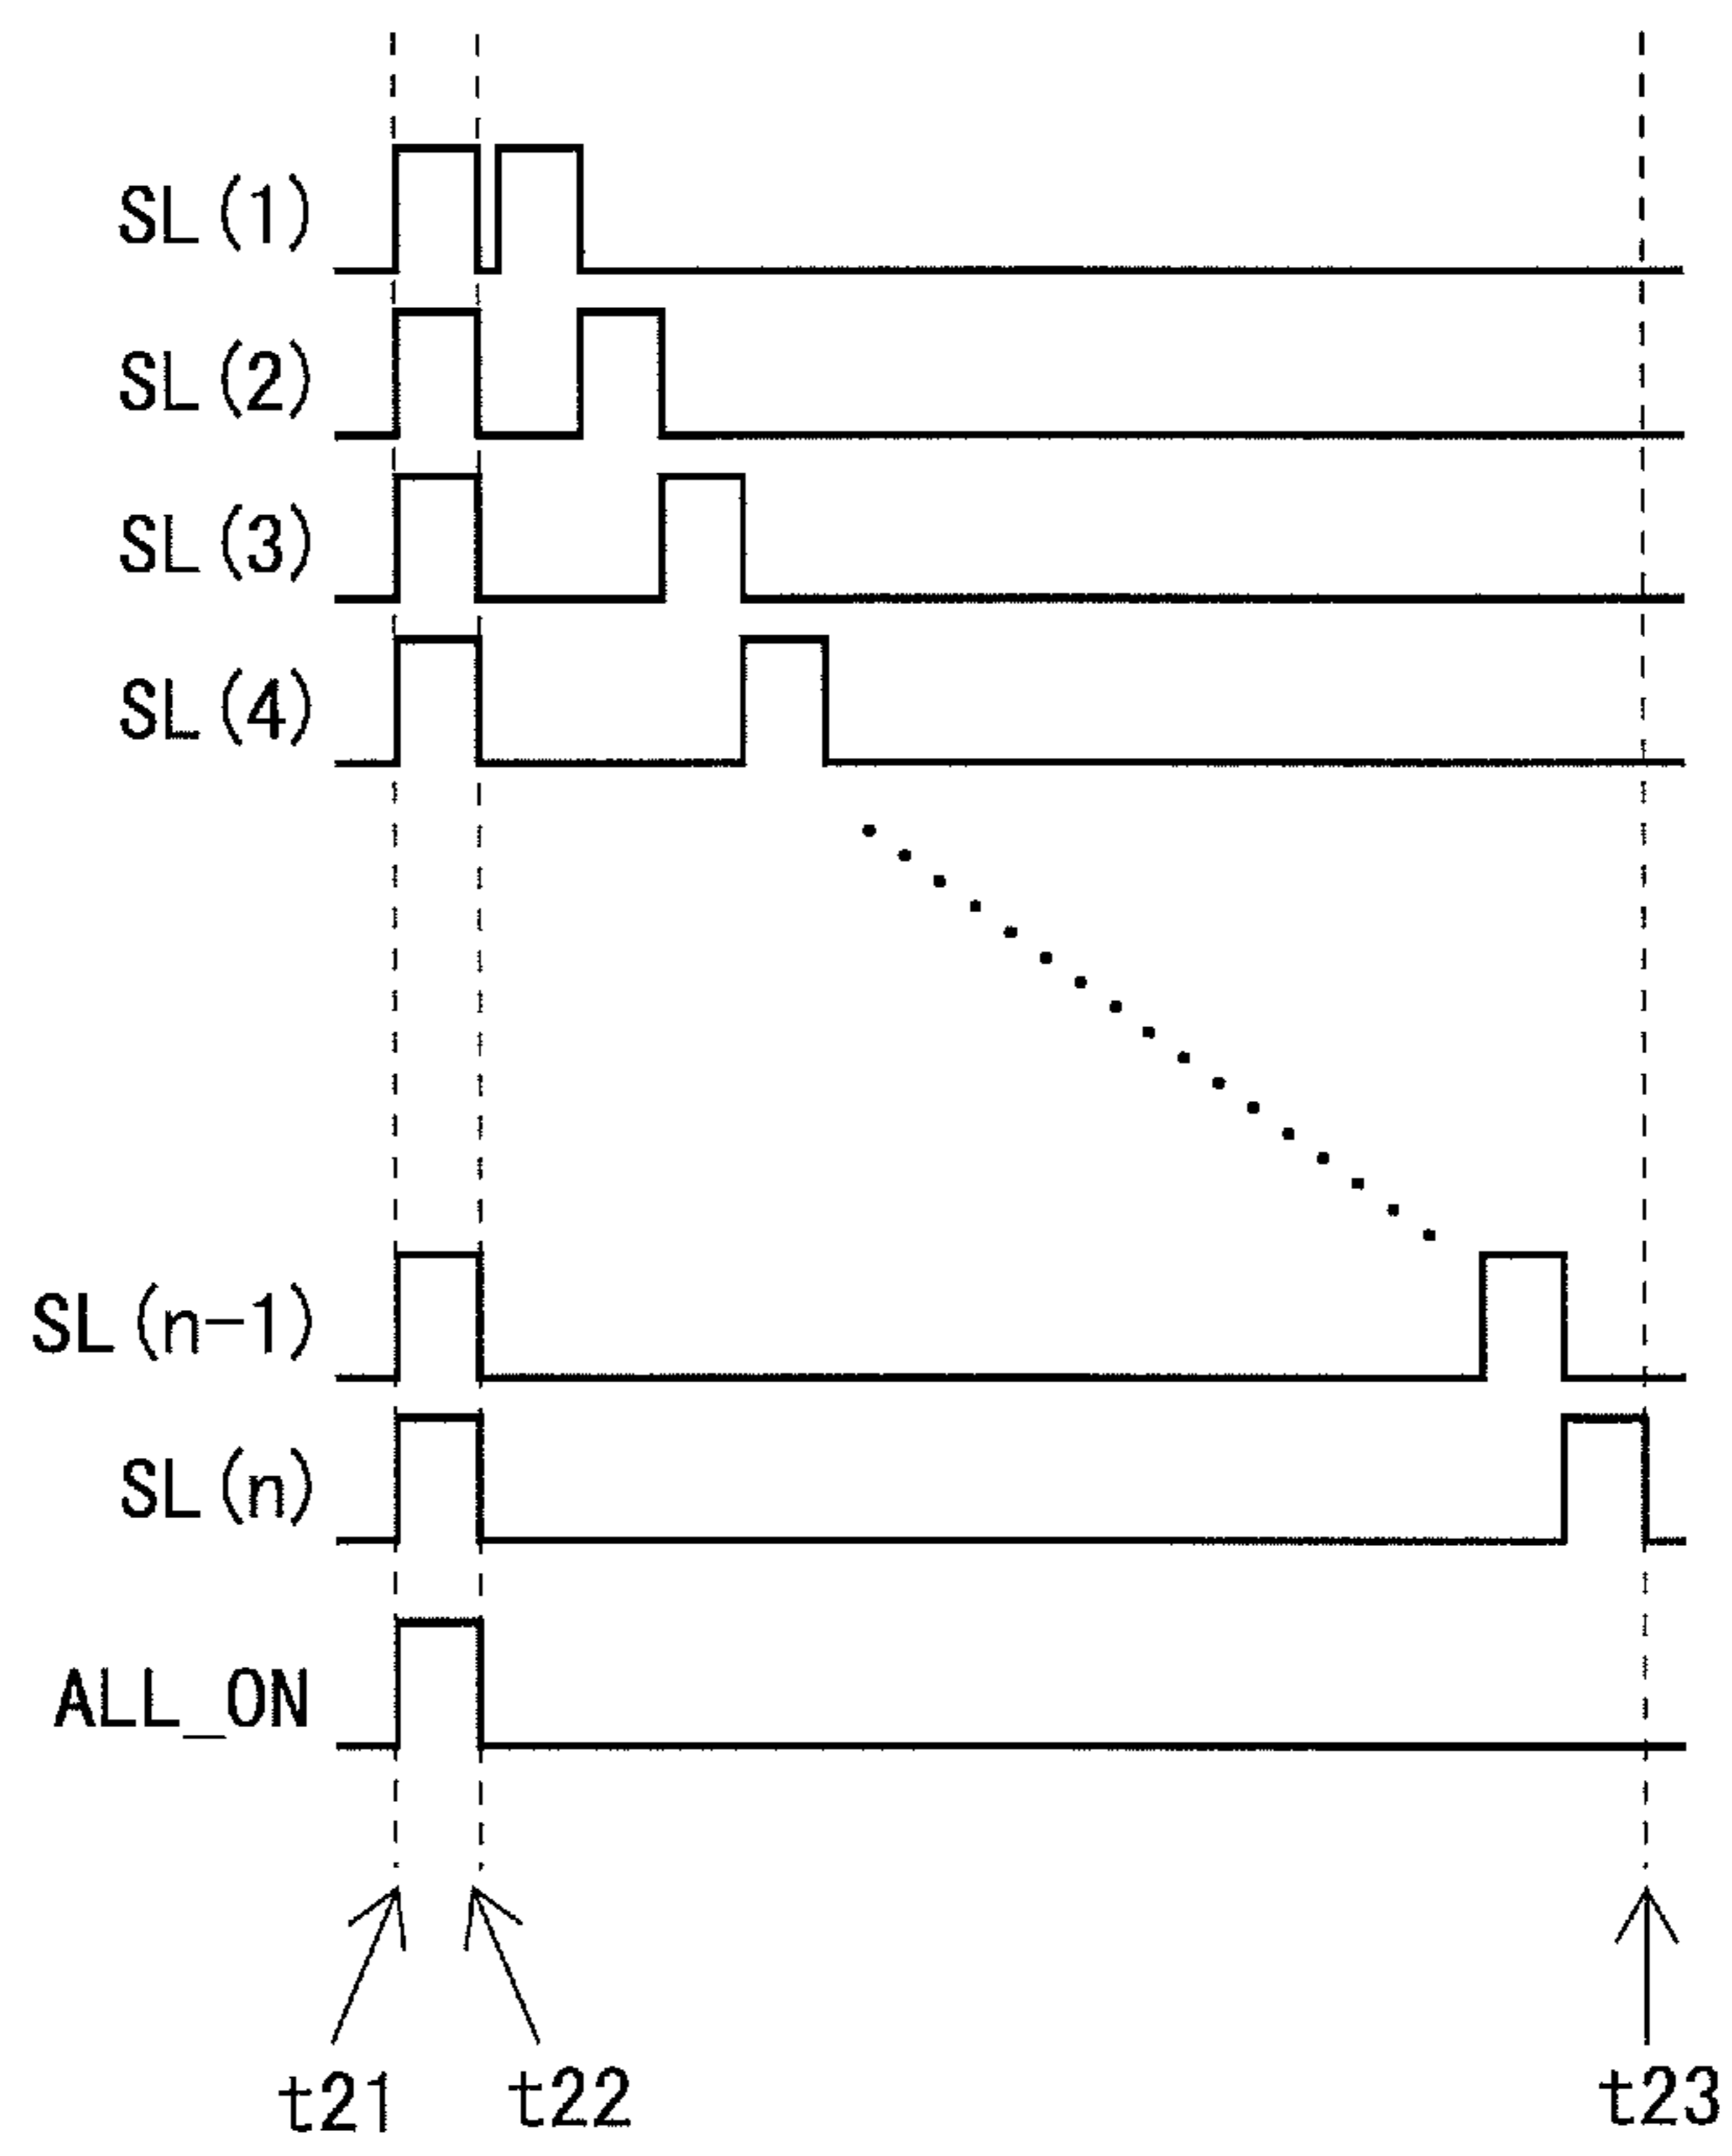 SL(1)
SL(2)
SL(3)
SL(4)
SL(n-1)
SL(n)
ALL_ON
t21 t22 t23